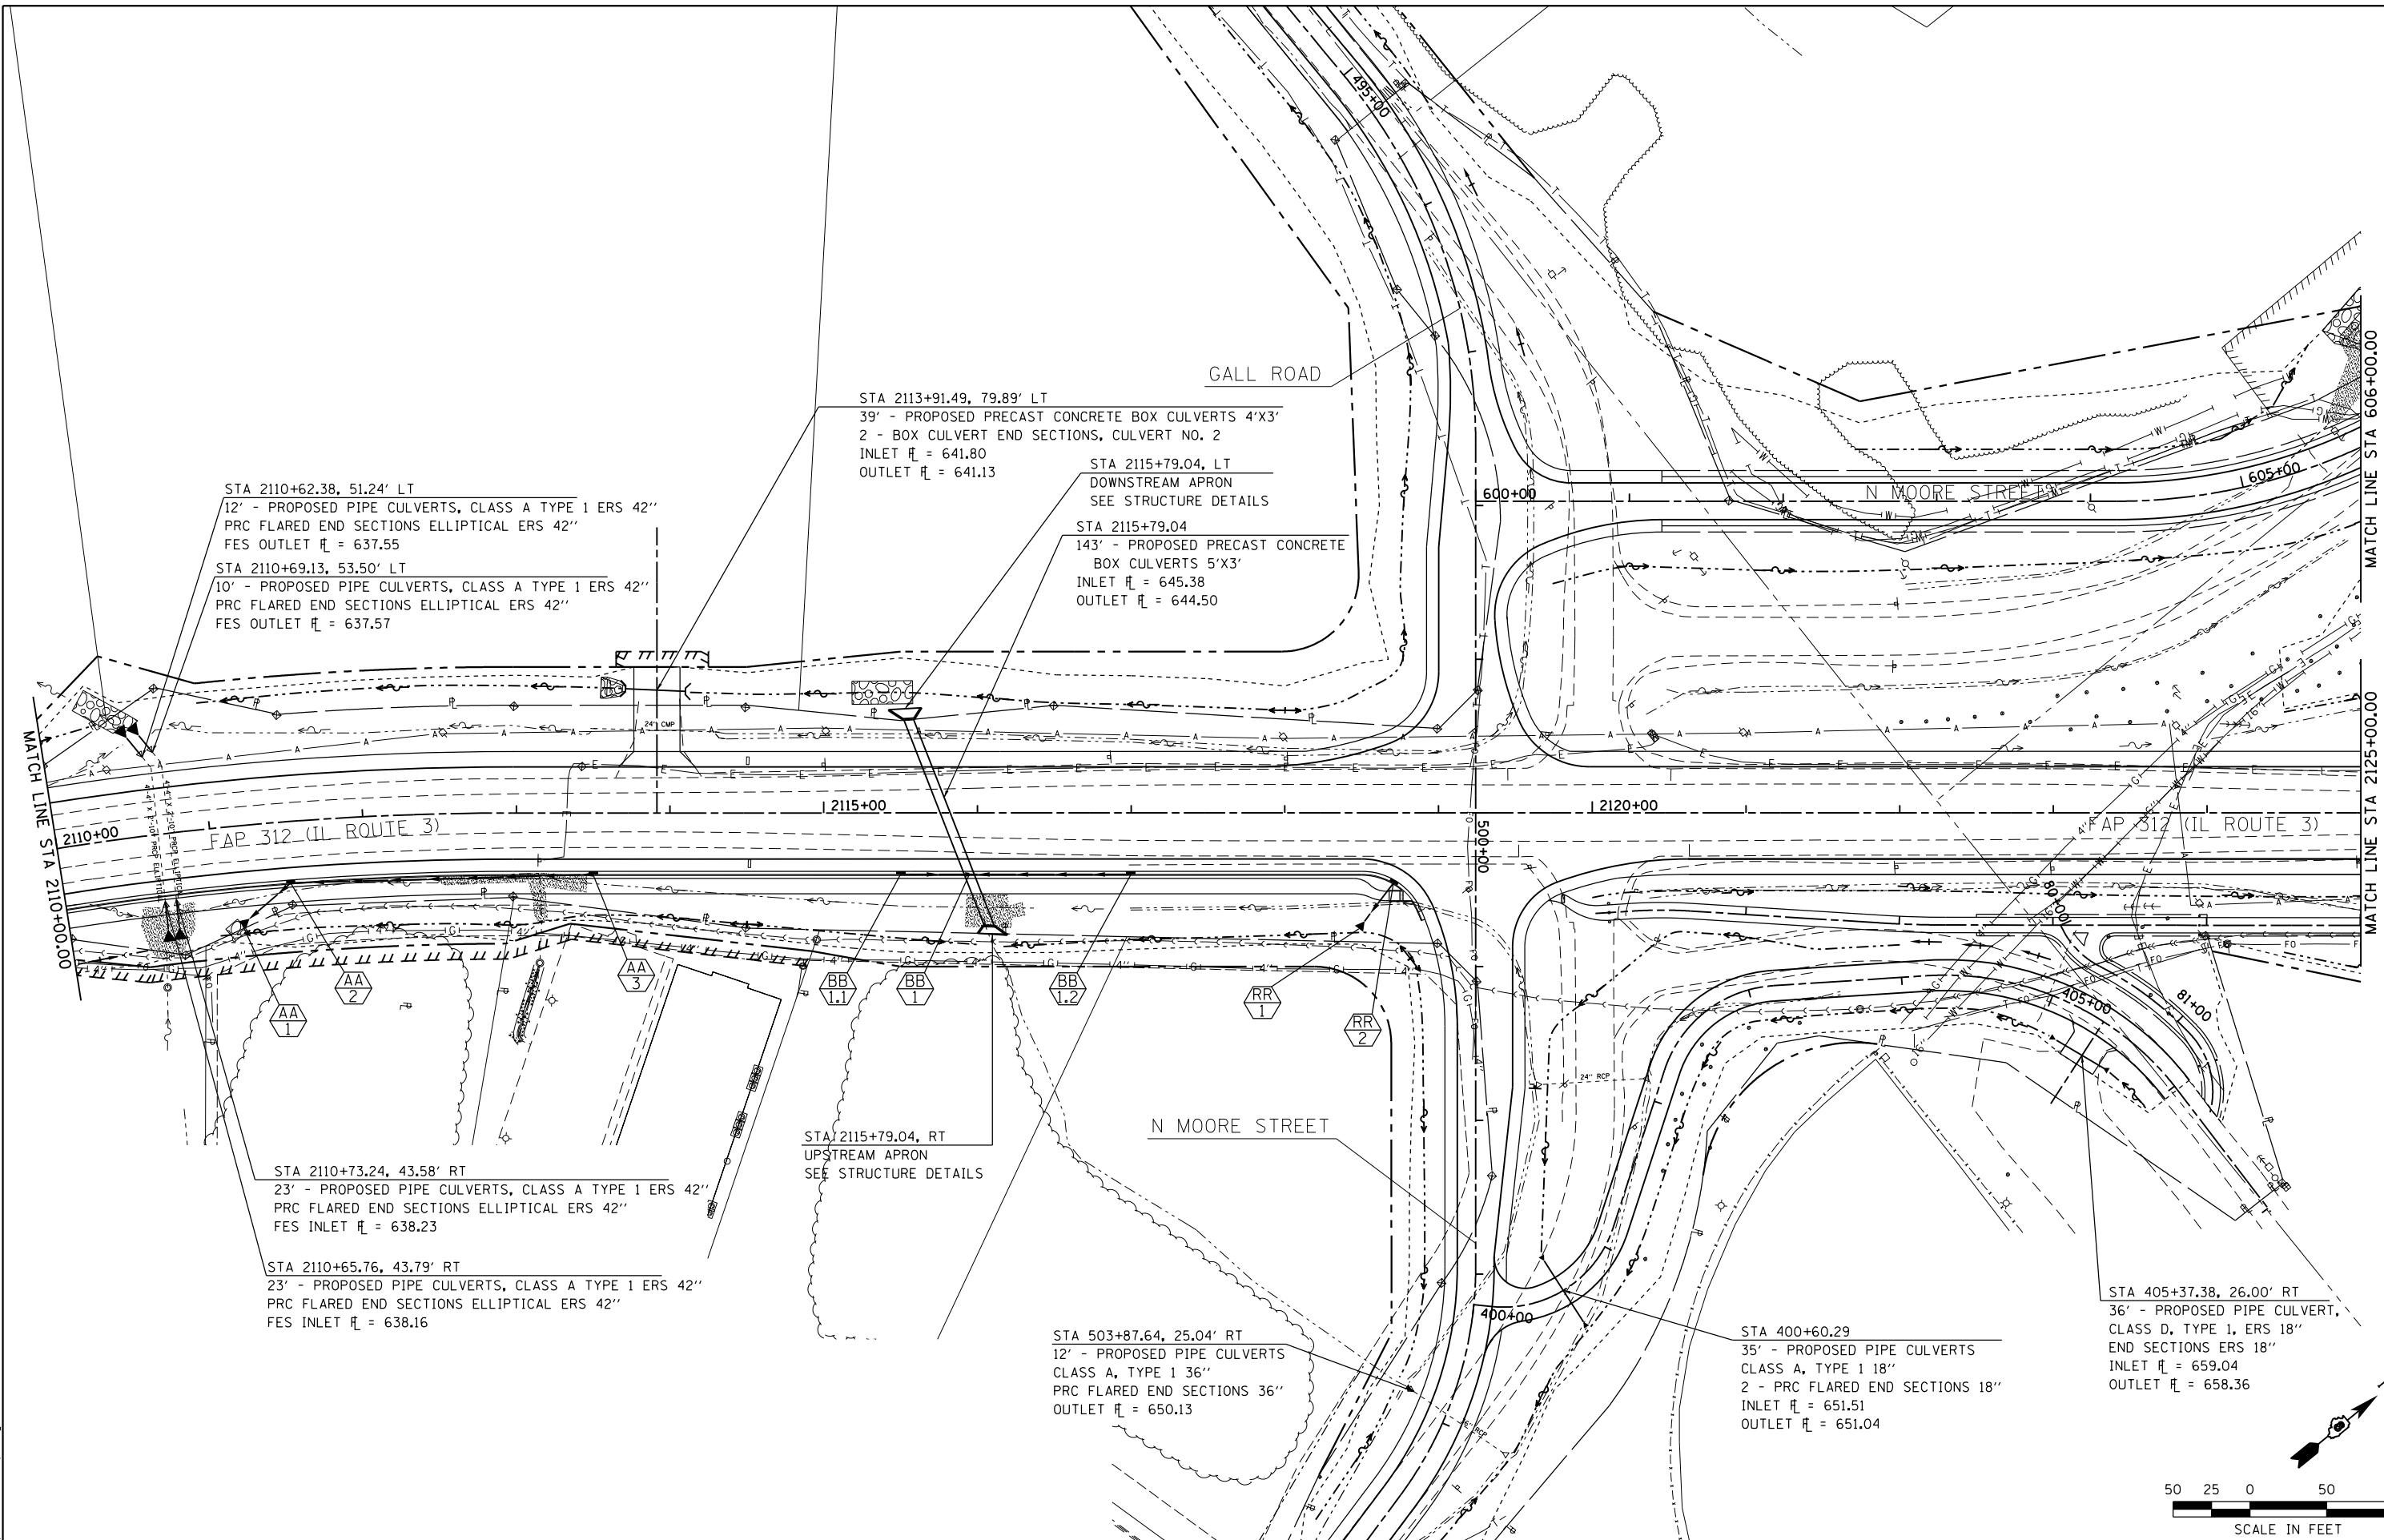 495+00
GALL ROAD
STA 2113+91.49, 79.89' LT
39' - PROPOSED PRECAST CONCRETE BOX CULVERTS 4'X3'
2 - BOX CULVERT END SECTIONS, CULVERT NO. 2
INLET FL = 641.80
OUTLET FL = 641.13
STA 2115+79.04, LT
DOWNSTREAM APRON
SEE STRUCTURE DETAILS
STA 2115+79.04
143' - PROPOSED PRECAST CONCRETE
BOX CULVERTS 5'X3'
INLET FL = 645.38
OUTLET FL = 644.50
STA 2110+62.38, 51.24' LT
12' - PROPOSED PIPE CULVERTS, CLASS A TYPE 1 ERS 42''
PRC FLARED END SECTIONS ELLIPTICAL ERS 42''
FES OUTLET FL = 637.55
STA 2110+69.13, 53.50' LT
10' - PROPOSED PIPE CULVERTS, CLASS A TYPE 1 ERS 42''
PRC FLARED END SECTIONS ELLIPTICAL ERS 42''
FES OUTLET FL = 637.57
600+00
N MOORE STREET
605+00
MATCH LINE STA 606+00.00
24'' CMP
MATCH LINE STA 2110+00.00
2110+00
FAP 312 (IL ROUTE 3)
2115+00
2120+00
500+00
FAP 312 (IL ROUTE 3)
MATCH LINE STA 2125+00.00
80+00
405+00
81+00
AA
1
AA
2
AA
3
BB
1.1
BB
1
BB
1.2
RR
1
RR
2
24'' RCP
N MOORE STREET
STA 2115+79.04, RT
UPSTREAM APRON
SEE STRUCTURE DETAILS
STA 2110+73.24, 43.58' RT
23' - PROPOSED PIPE CULVERTS, CLASS A TYPE 1 ERS 42''
PRC FLARED END SECTIONS ELLIPTICAL ERS 42''
FES INLET FL = 638.23
STA 2110+65.76, 43.79' RT
23' - PROPOSED PIPE CULVERTS, CLASS A TYPE 1 ERS 42''
PRC FLARED END SECTIONS ELLIPTICAL ERS 42''
FES INLET FL = 638.16
400+00
STA 503+87.64, 25.04' RT
12' - PROPOSED PIPE CULVERTS
CLASS A, TYPE 1 36''
PRC FLARED END SECTIONS 36''
OUTLET FL = 650.13
STA 400+60.29
35' - PROPOSED PIPE CULVERTS
CLASS A, TYPE 1 18''
2 - PRC FLARED END SECTIONS 18''
INLET FL = 651.51
OUTLET FL = 651.04
STA 405+37.38, 26.00' RT
36' - PROPOSED PIPE CULVERT,
CLASS D, TYPE 1, ERS 18''
END SECTIONS ERS 18''
INLET FL = 659.04
OUTLET FL = 658.36
50 25 0 50
SCALE IN FEET